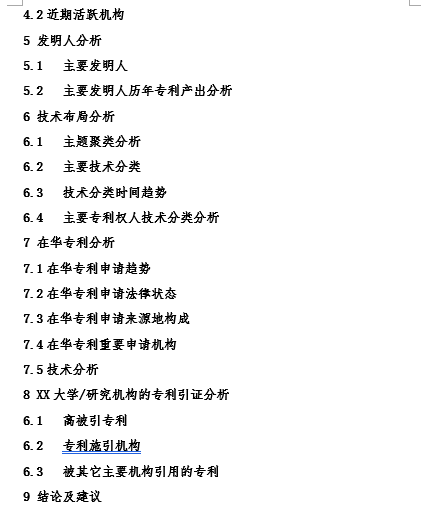 4.2近期活跃机构
5 发明人分析
5.1 主要发明人
5.2 主要发明人历年专利产出分析
6 技术布局分析
6.1 主题聚类分析
6.2 主要技术分类
6.3 技术分类时间趋势
6.4 主要专利权人技术分类分析
7 在华专利分析
7.1在华专利申请趋势
7.2在华专利申请法律状态
7.3在华专利申请来源地构成
7.4在华专利重要申请机构
7.5技术分析
8 XX大学/研究机构的专利引证分析
6.1 高被引专利
6.2 专利施引机构
6.3 被其它主要机构引用的专利
9 结论及建议